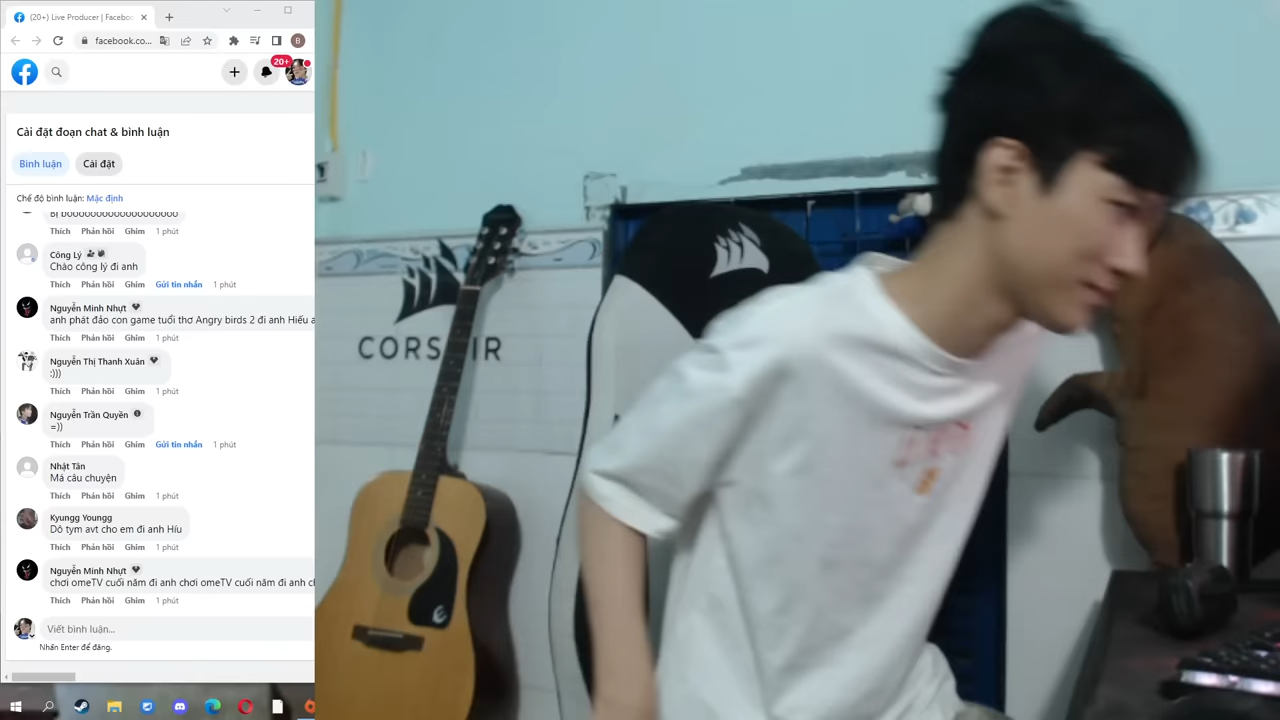 (20+) Live Producer | Faceboo
facebook.co...
20+
B
Cài đặt đoạn chat & bình luận
Bình luận
Cài đặt
Chế độ bình luận: Mặc định
Bị boooooooooooooooooo
Thích Phản hồi Ghim 1 phút
Công Lý
Chào công lý đi anh
Thích Phản hồi Ghim Gửi tin nhắn 1 phút
Nguyễn Minh Nhựt
anh phát đảo con game tuổi thơ Angry birds 2 đi anh Hiếu a
Thích Phản hồi Ghim 1 phút
Nguyễn Thị Thanh Xuân
;)))
Thích Phản hồi Ghim 1 phút
Nguyễn Trần Quyền
=))
Thích Phản hồi Ghim Gửi tin nhắn 1 phút
Nhật Tân
Má câu chuyện
Thích Phản hồi Ghim 1 phút
Kyungg Youngg
Dô tym avt cho em đi anh Híu
Thích Phản hồi Ghim 1 phút
Nguyễn Minh Nhựt
chơi omeTV cuối năm đi anh chơi omeTV cuối năm đi anh ch
Thích Phản hồi Ghim 1 phút
Viết bình luận...
Nhấn Enter để đăng.
CORSAIR